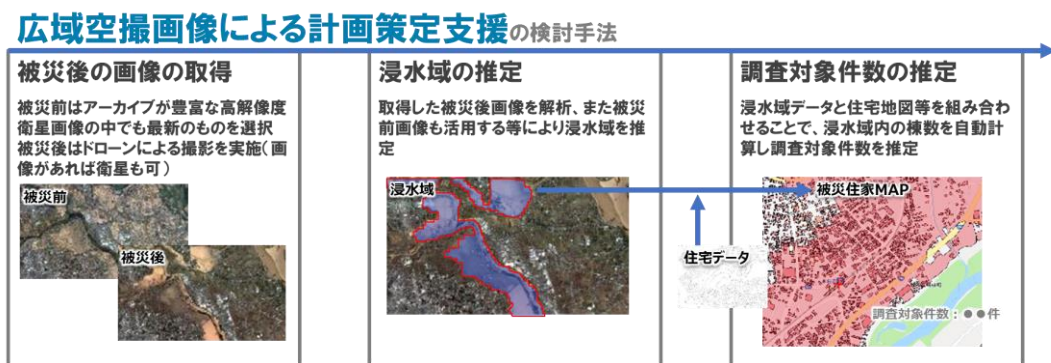 広域空撮画像による計画策定支援の検討手法
被災後の画像の取得
被災前はアーカイブが豊富な高解像度
衛星画像の中でも最新のものを選択
被災後はドローンによる撮影を実施(画
像があれば衛星も可)
被災前
被災後
浸水域の推定
取得した被災後画像を解析、また被災
前画像も活用する等により浸水域を推
定
浸水域
住宅データ
調査対象件数の推定
浸水域データと住宅地図等を組み合わ
せることで、浸水域内の棟数を自動計
算し調査対象件数を推定
被災住家MAP
調査対象件数:●●件